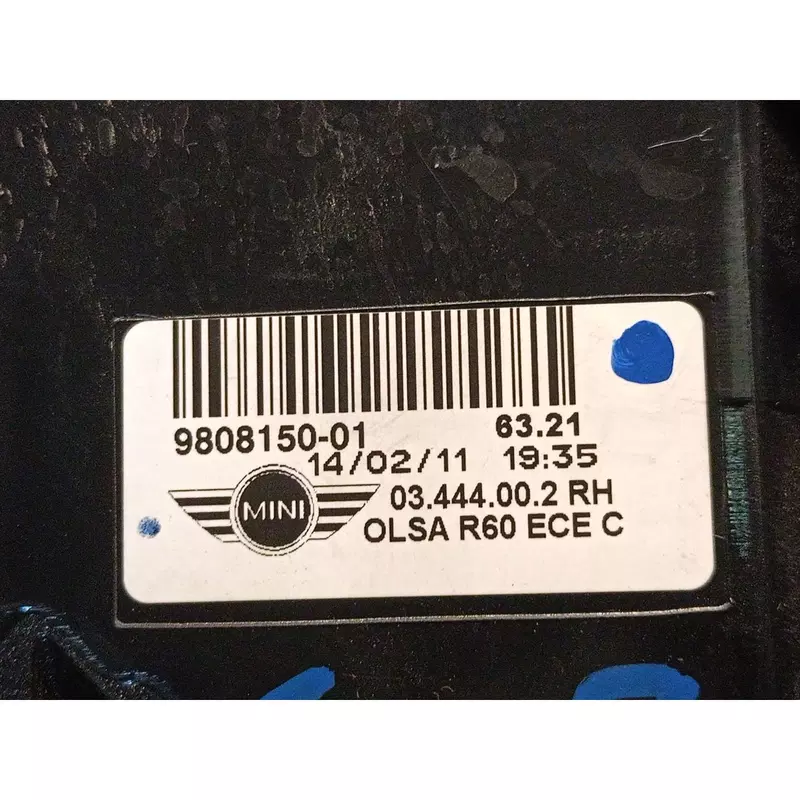 9808150-01 63.21
14/02/11 19:35
MINI 03.444.00.2 RH
OLSA R60 ECE C